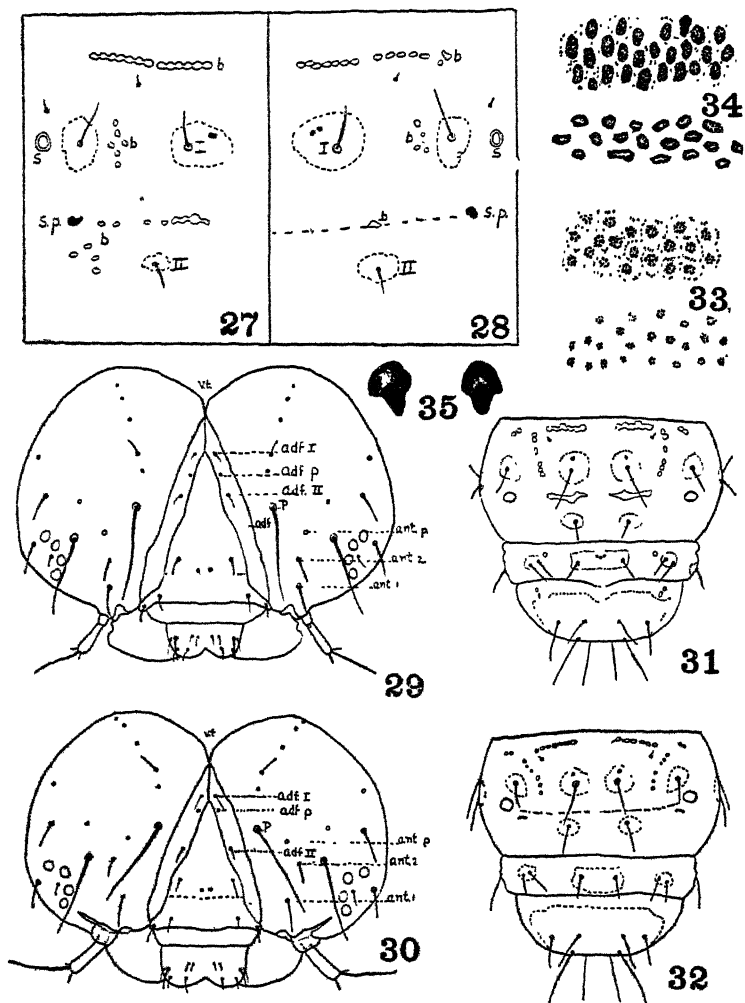 b
b
34
s
b
I
I
b
s
s.p.
b
b
s.p.
II
II
27
28
33
35
vt
adf I
adf p
adf. II
P
adf
ant p
ant 2
ant 1
29
31
vt
adf I
adf p
P
ant p
adf II
ant 2
ant 1
30
32